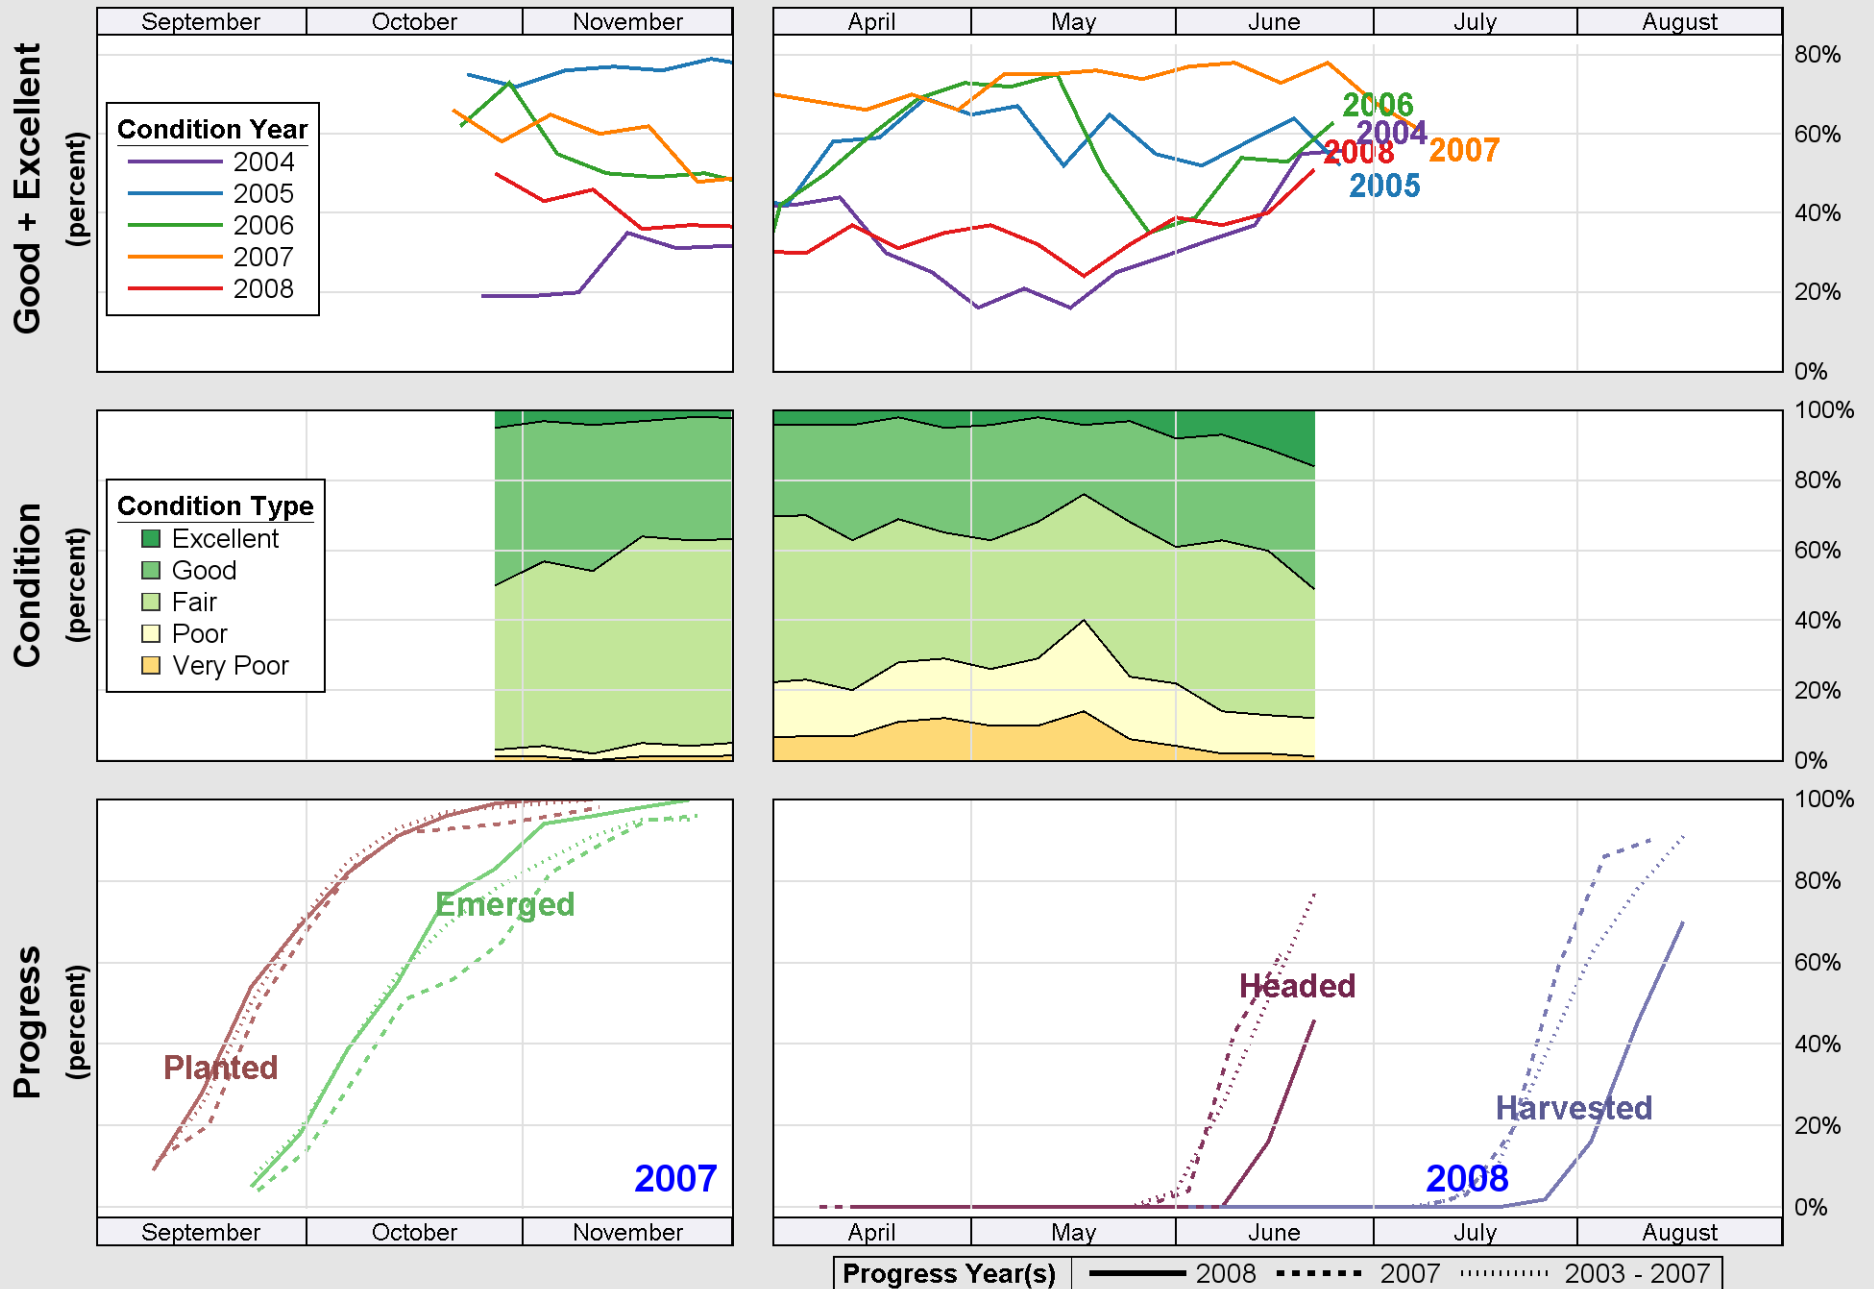 September October November April May June July August
Good + Excellent
(percent)
80%
60%
40%
20%
0%
Condition Year
2004
2005
2006
2007
2008
2006
2004
2008
2007
2005
Condition
(percent)
100%
80%
60%
40%
20%
0%
Condition Type
Excellent
Good
Fair
Poor
Very Poor
Progress
(percent)
100%
80%
60%
40%
20%
0%
Emerged
Planted
2007
Headed
Harvested
2008
September October November April May June July August
Progress Year(s) 2008 2007 2003 - 2007